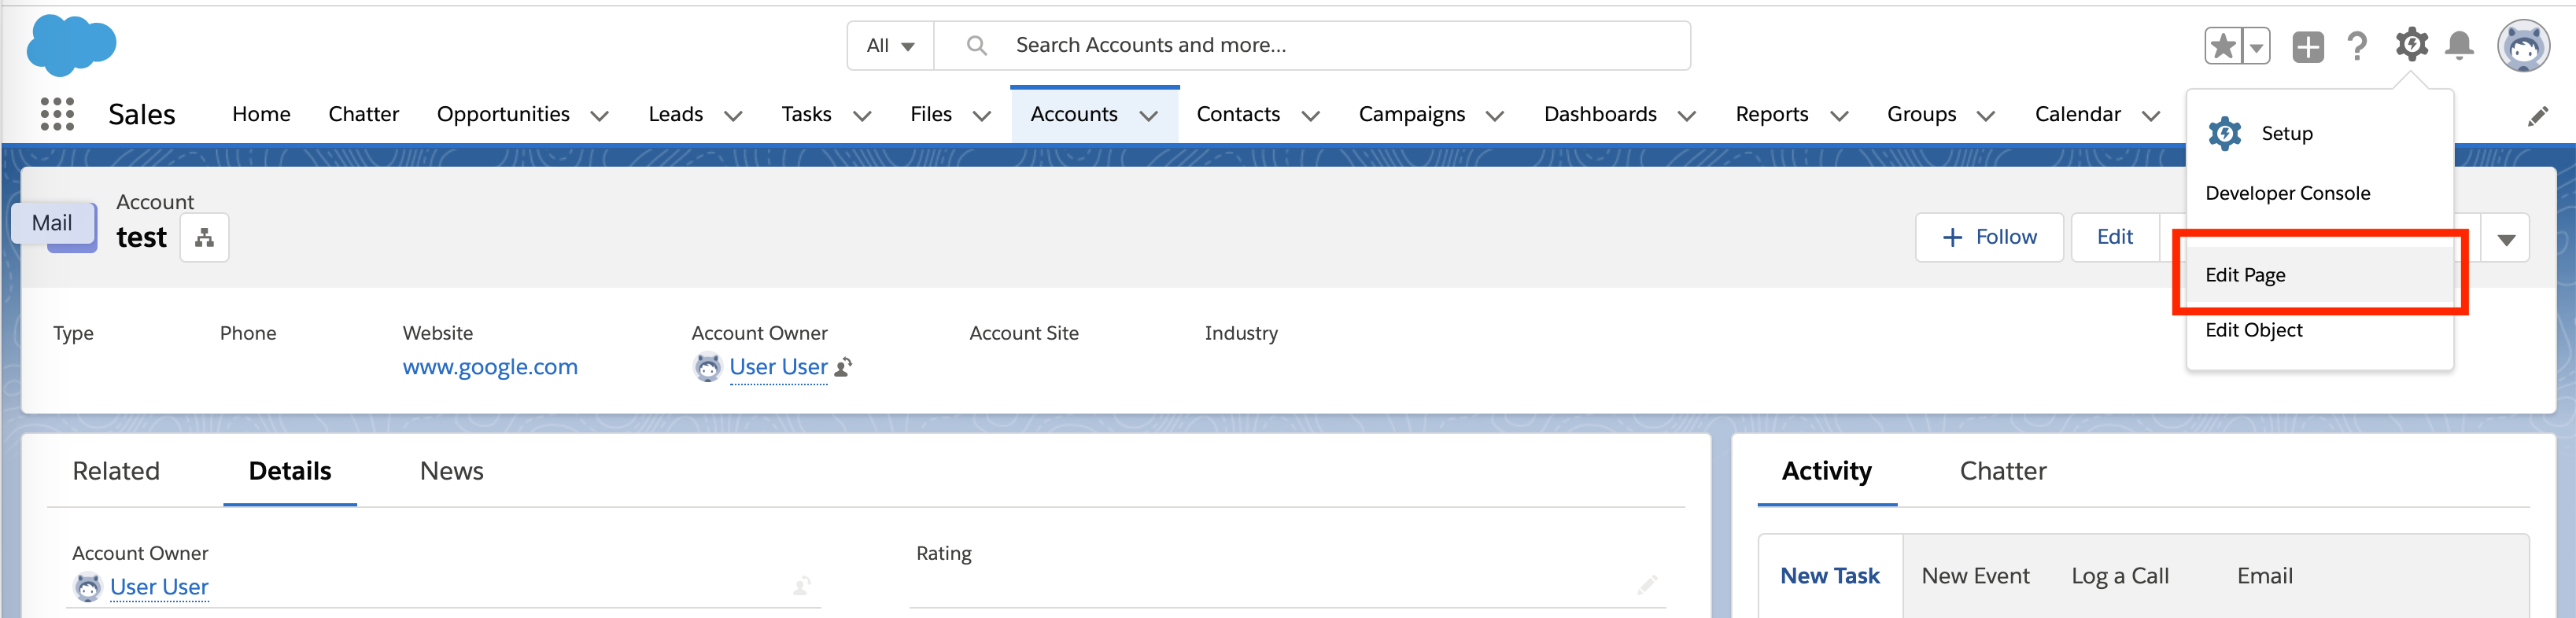 All
Search Accounts and more...
Sales Home Chatter Opportunities Leads Tasks Files Accounts Contacts Campaigns Dashboards Reports Groups Calendar
Setup
Developer Console
Edit Page
Edit Object
Mail
Account
test
Follow Edit
Type Phone Website Account Owner Account Site Industry
www.google.com User User
Related Details News
Account Owner Rating
User User
Activity Chatter
New Task New Event Log a Call Email